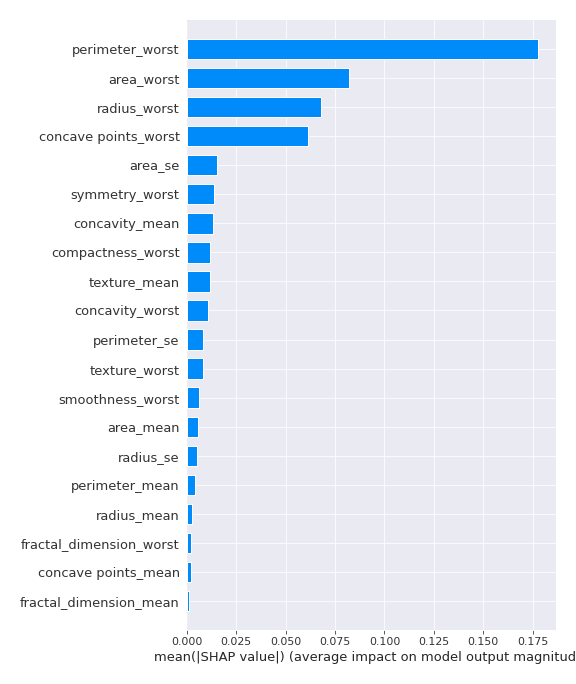 perimeter_worst
area_worst
radius_worst
concave points_worst
area_se
symmetry_worst
concavity_mean
compactness_worst
texture_mean
concavity_worst
perimeter_se
texture_worst
smoothness_worst
area_mean
radius_se
perimeter_mean
radius_mean
fractal_dimension_worst
concave points_mean
fractal_dimension_mean
0.000 0.025 0.050 0.075 0.100 0.125 0.150 0.175
mean(|SHAP value|) (average impact on model output magnitud